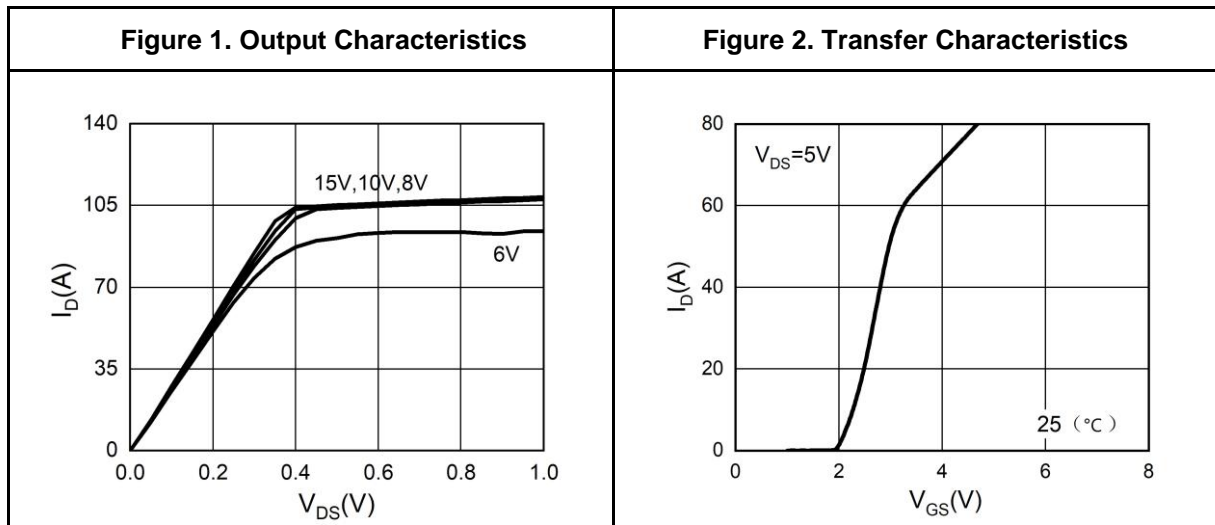 Figure 1. Output Characteristics
Figure 2. Transfer Characteristics
140
105
70
35
0
I_D(A)
15V,10V,8V
6V
0.0 0.2 0.4 0.6 0.8 1.0
V_DS(V)
80
60
40
20
0
I_D(A)
V_DS=5V
25（℃）
0 2 4 6 8
V_GS(V)